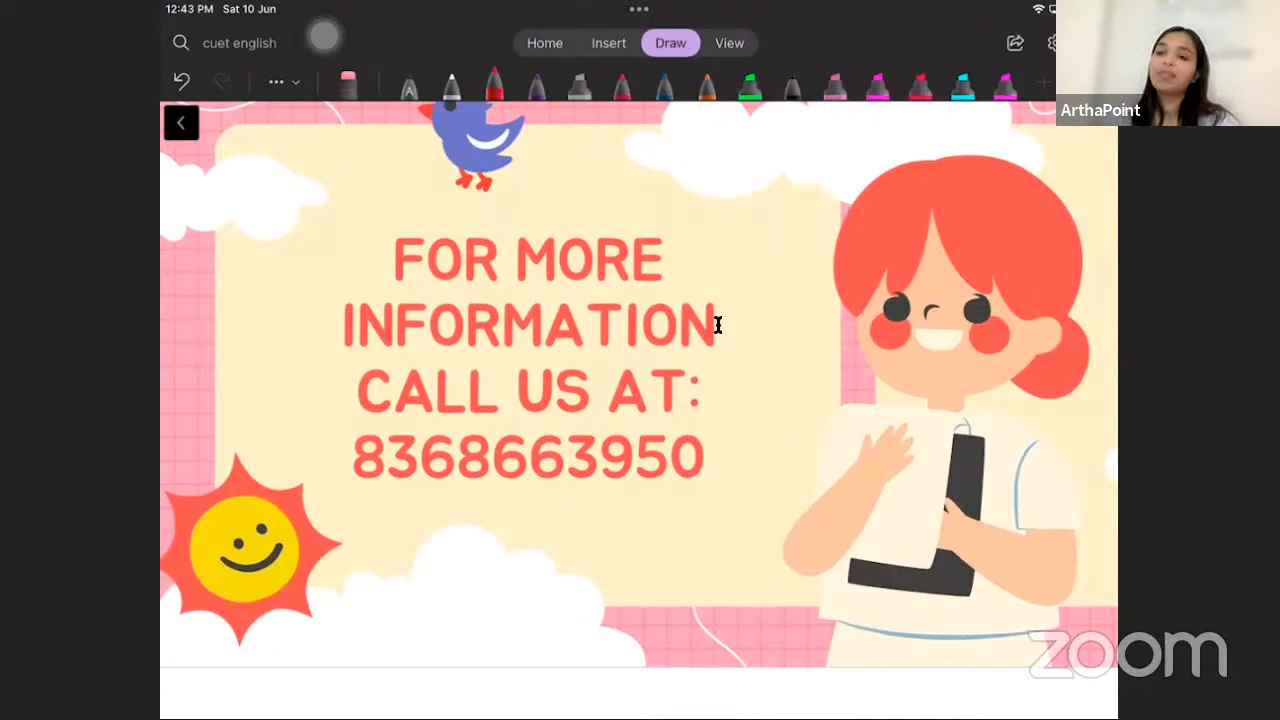 12:43 PM Sat 10 Jun
cuet english
Home Insert Draw View
A
ArthaPoint
FOR MORE
INFORMATION
CALL US AT:
8368663950
zoom